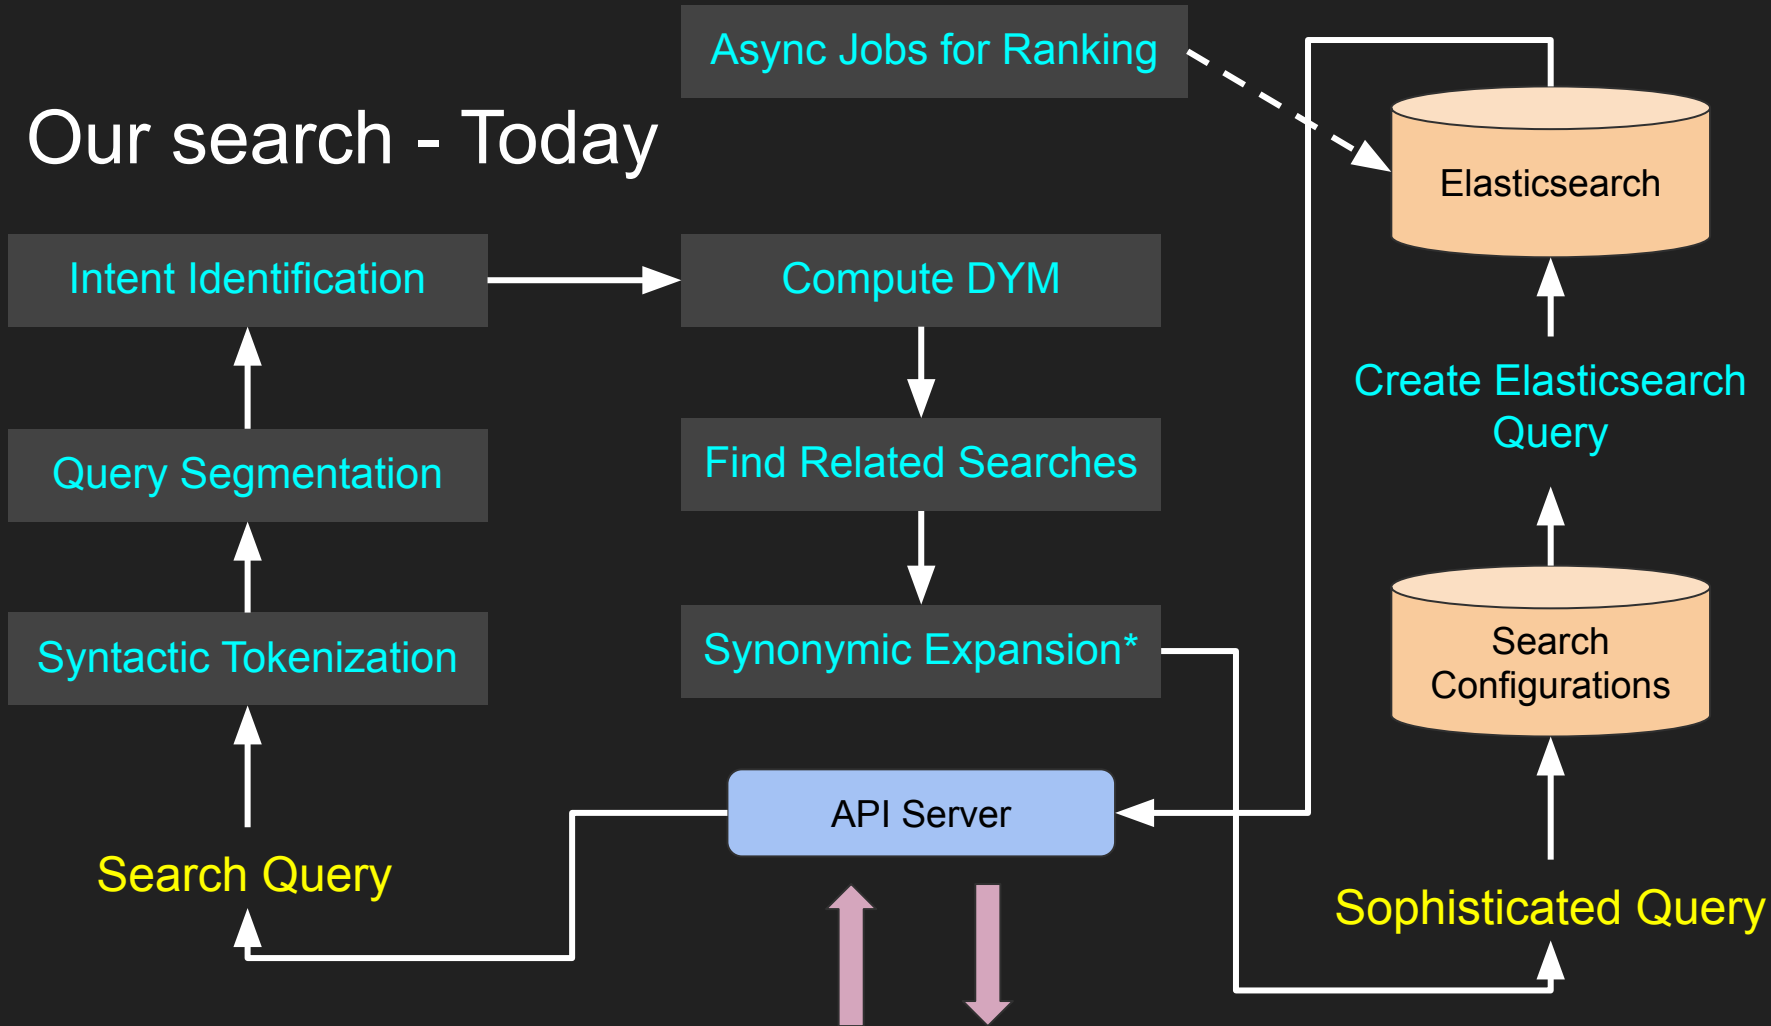 Our search - Today
Async Jobs for Ranking
Elasticsearch
Intent Identification
Compute DYM
Create Elasticsearch
Query
Query Segmentation
Find Related Searches
Syntactic Tokenization
Synonymic Expansion*
Search
Configurations
API Server
Search Query
Sophisticated Query